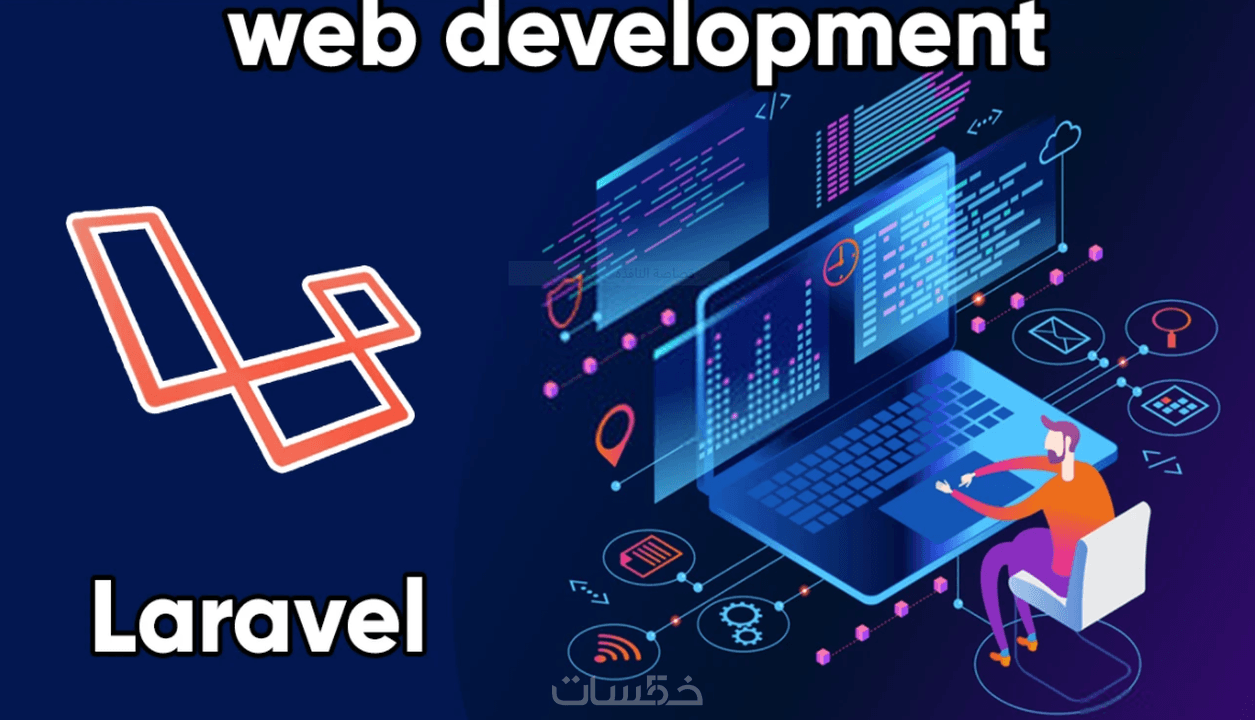 web development
Laravel
خمسات